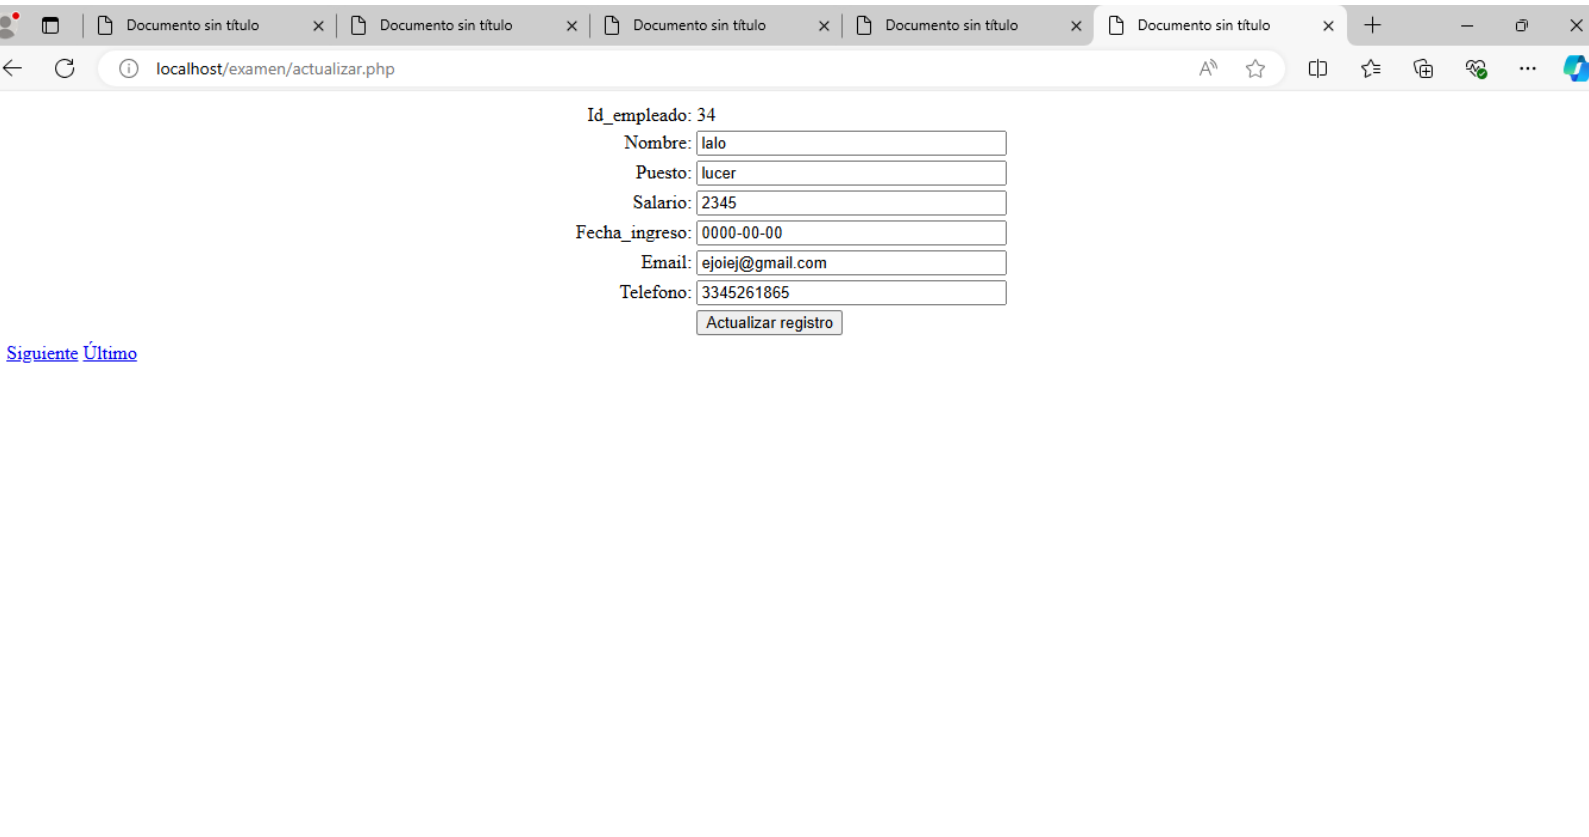 Documento sin título Documento sin título Documento sin título Documento sin título Documento sin título
localhost/examen/actualizar.php
Id_empleado: 34
Nombre: lalo
Puesto: lucer
Salario: 2345
Fecha_ingreso: 0000-00-00
Email: ejoiej@gmail.com
Telefono: 3345261865
Actualizar registro
Siguiente Último